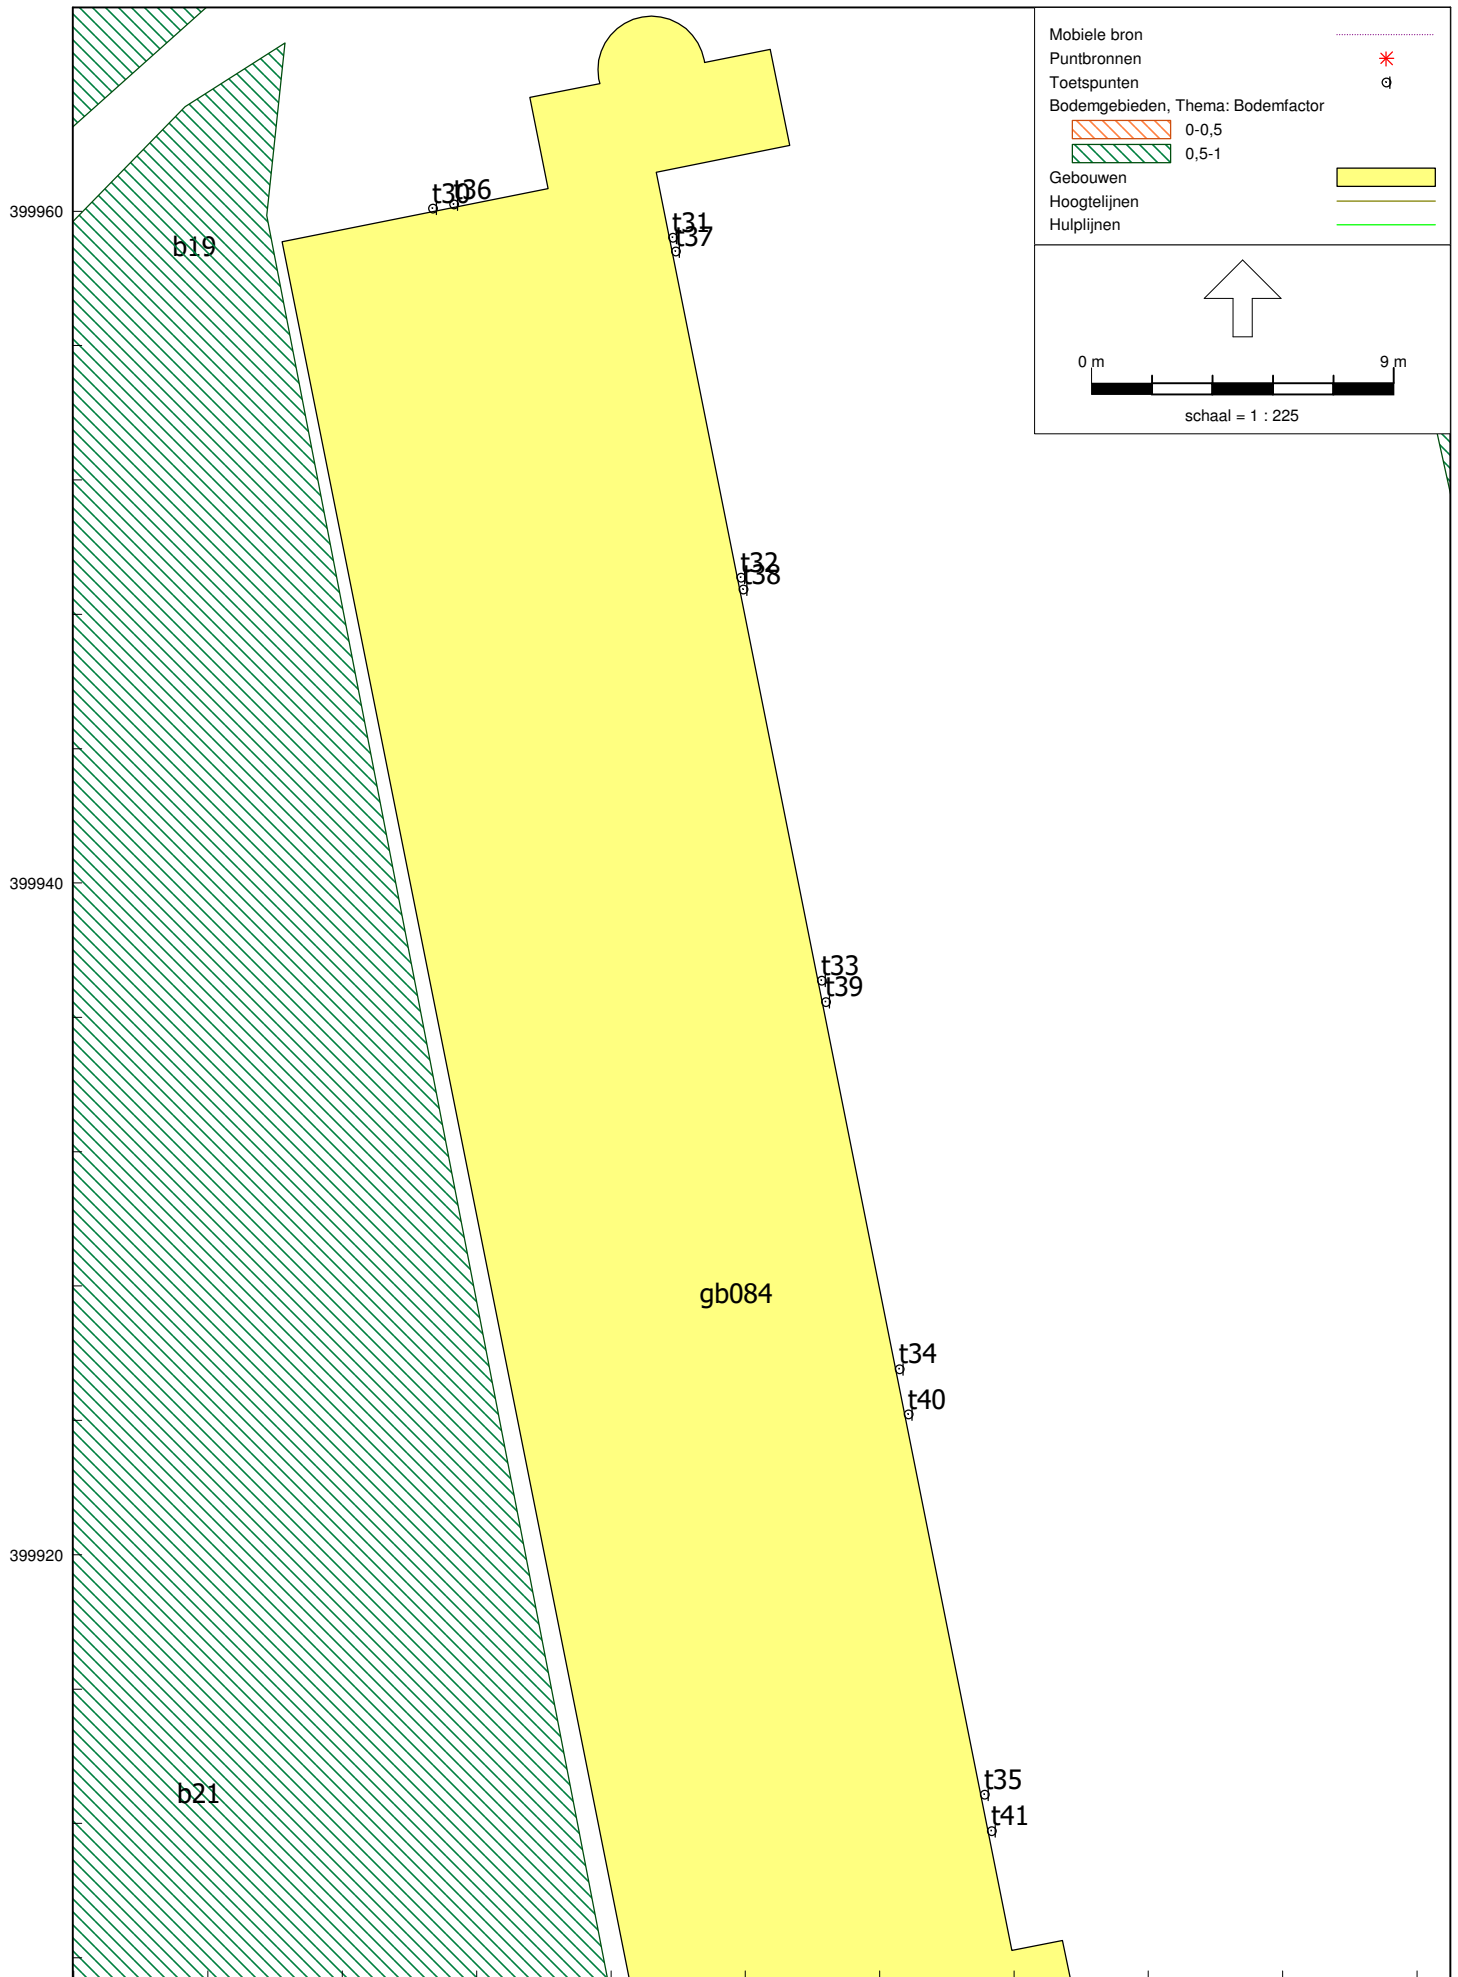 Mobiele bron
Puntbronnen
Toetspunten
Bodemgebieden, Thema: Bodemfactor
0-0,5
0,5-1
Gebouwen
Hoogtelijnen
Hulplijnen
0 m
9 m
schaal = 1 : 225
t30
t36
399960
b19
t31
t37
t32
t38
399940
t33
t39
gb084
t34
t40
399920
b21
t35
t41